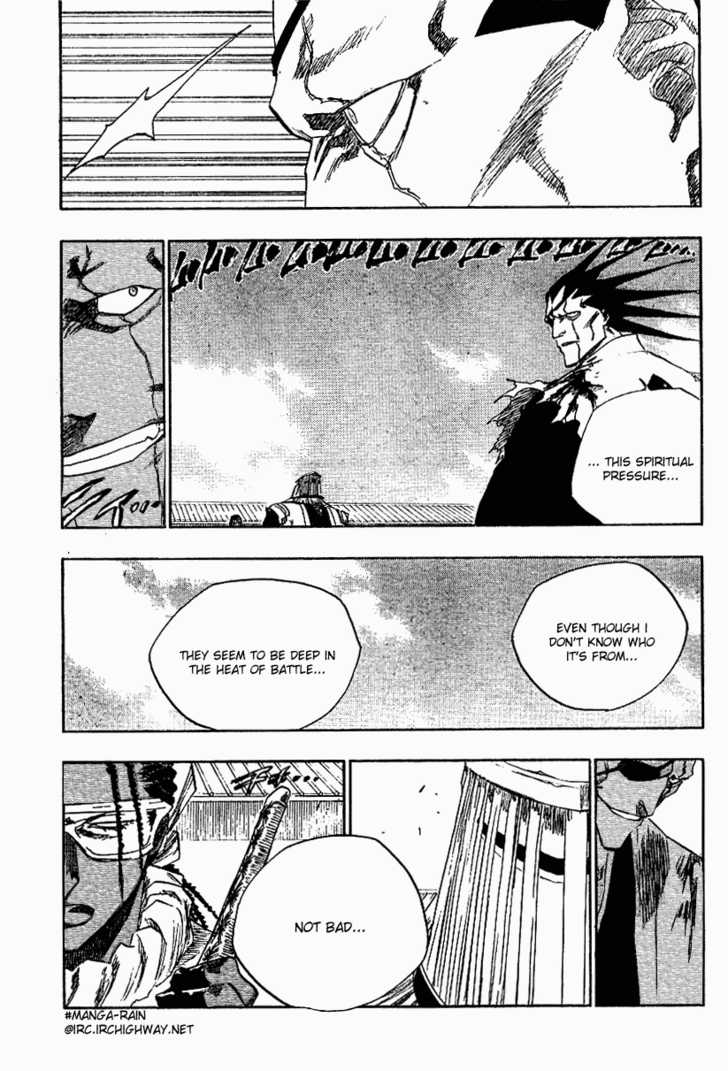 ... THIS SPIRITUAL
PRESSURE...
EVEN THOUGH I
DON'T KNOW WHO
IT'S FROM...
THEY SEEM TO BE DEEP IN
THE HEAT OF BATTLE...
NOT BAD...
#MANGA-RAIN
@IRC.IRCHIGHWAY.NET